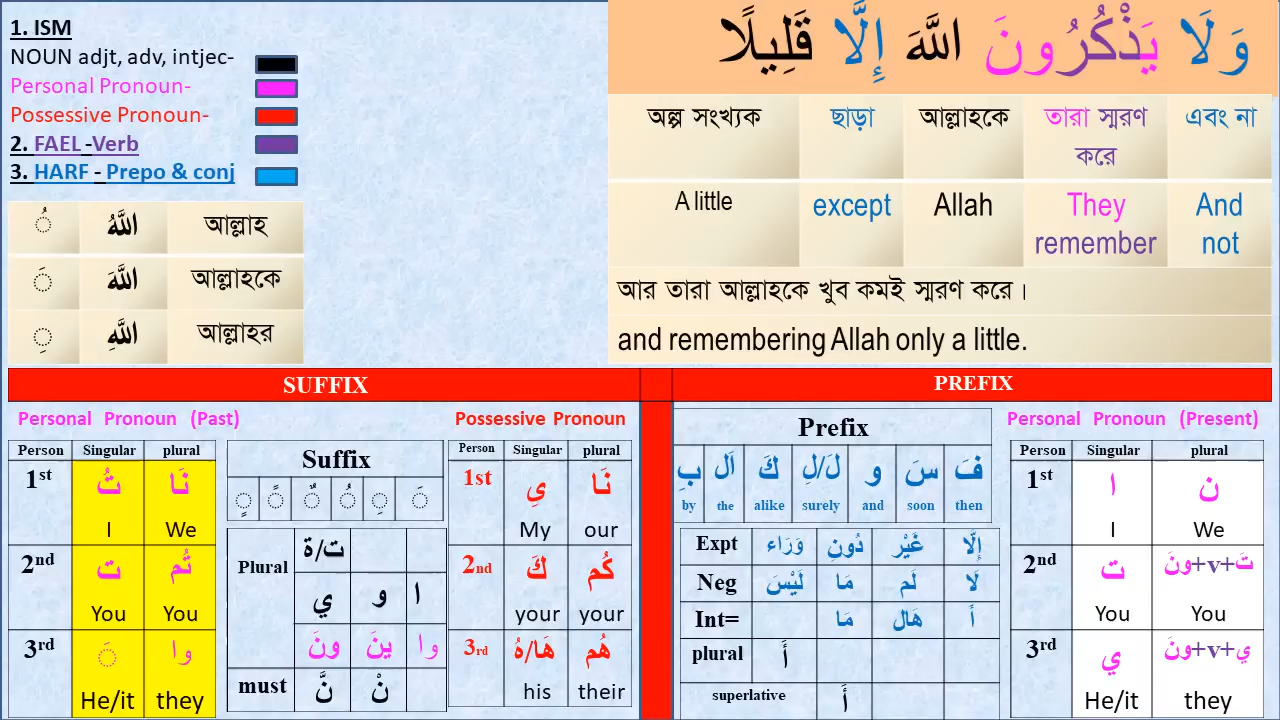 1. ISM
NOUN adjt, adv, intjec-
Personal Pronoun-
Possessive Pronoun-
2. FAEL -Verb
3. HARF - Prepo & conj
وَلَا يَذْكُرُونَ اللَّهَ إِلَّا قَلِيلًا
অল্প সংখ্যক ছাড়া আল্লাহকে তারা স্মরণ করে এবং না
A little except Allah They remember And not
আর তারা আল্লাহকে খুব কমই স্মরণ করে।
and remembering Allah only a little.
ُ اللَّهُ আল্লাহ
َ اللَّهَ আল্লাহকে
ِ اللَّهِ আল্লাহর
SUFFIX
PREFIX
Personal Pronoun (Past)
Person Singular plural
1st تُ نَا
I We
2nd ت تُم
You You
3rd َ وا
He/it they
Suffix
ٍ ً ٌ ُ ِ َ
Plural ت/ة
ي و ا
ونَ ينَ وا
must نَّ نْ
Possessive Pronoun
Person Singular plural
1st يِ نَا
My our
2nd كَ كُم
your your
3rd هَا/هُ هُم
his their
Prefix
بِ اَل كَ لَ/لِ و سَ فَ
by the alike surely and soon then
Expt وَرَاء دُونِ غَيْر إِلَّا
Neg لَيْسَ مَا لَم لَا
Int= مَا هَال أَ
plural أَ
superlative أَ
Personal Pronoun (Present)
Person Singular plural
1st ا ن
I We
2nd ت تَ+v+ونَ
You You
3rd ي ي+v+ونَ
He/it they